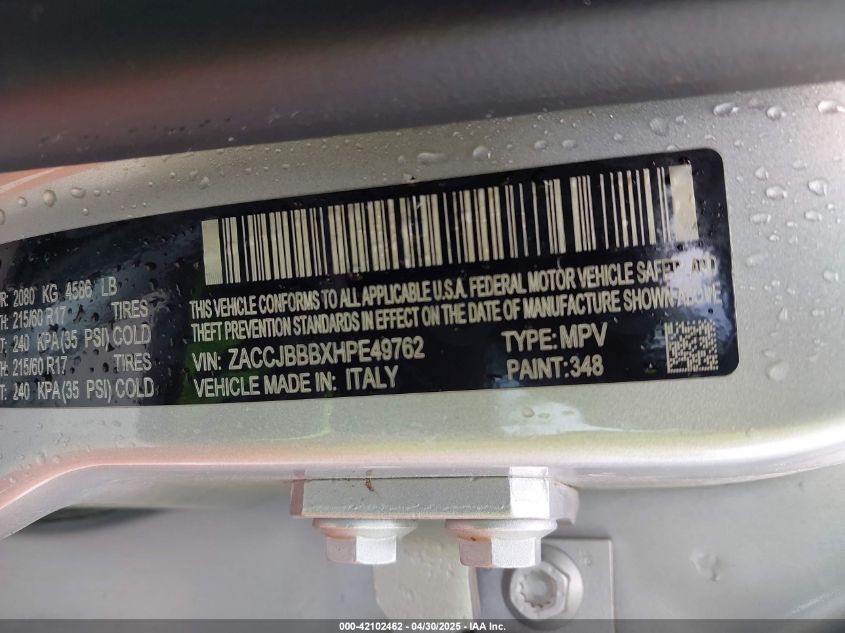 R: 2080 KG 4586 LB
H: 215/60 R17 TIRES
T: 240 KPA (35 PSI) COLD
H: 215/60 R17 TIRES
T: 240 KPA (35 PSI) COLD
THIS VEHICLE CONFORMS TO ALL APPLICABLE U.S.A. FEDERAL MOTOR VEHICLE SAFETY AND
THEFT PREVENTION STANDARDS IN EFFECT ON THE DATE OF MANUFACTURE SHOWN ABOVE
VIN: ZACCJBBBXHPE49762 TYPE: MPV
VEHICLE MADE IN: ITALY PAINT:348
000-42102462 - 04/30/2025 - IAA Inc.